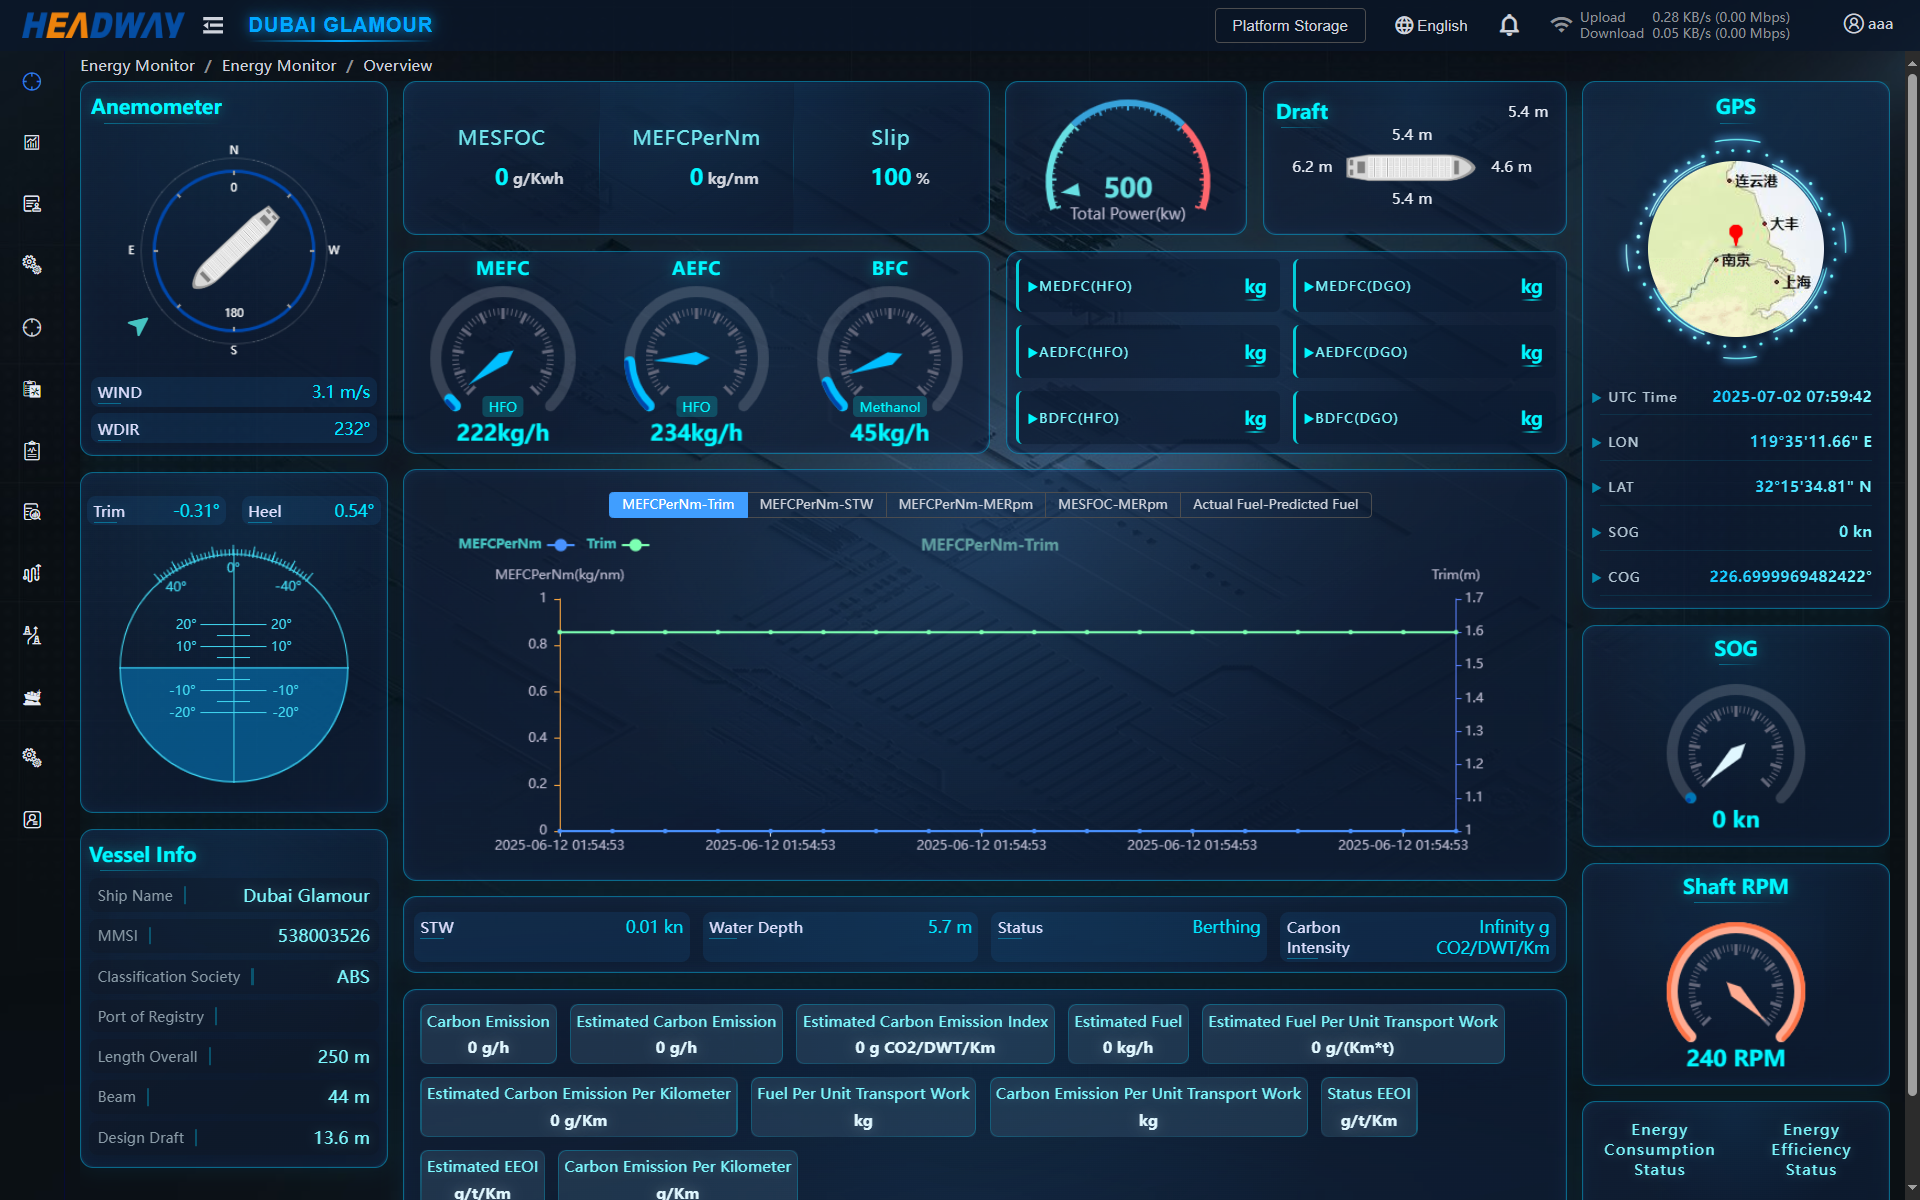 HEADWAY
DUBAI GLAMOUR
Platform Storage
English
Upload 0.28 KB/s (0.00 Mbps)
Download 0.05 KB/s (0.00 Mbps)
aaa
Energy Monitor / Energy Monitor / Overview
Anemometer
N
0
E
W
180
S
WIND 3.1 m/s
WDIR 232°
MESFOC
0 g/Kwh
MEFCPerNm
0 kg/nm
Slip
100 %
500
Total Power(kw)
Draft
5.4 m
5.4 m
6.2 m
4.6 m
5.4 m
GPS
连云港
大丰
南京
上海
UTC Time 2025-07-02 07:59:42
LON 119°35'11.66" E
LAT 32°15'34.81" N
SOG 0 kn
COG 226.6999969482422°
MEFC
HFO
222kg/h
AEFC
HFO
234kg/h
BFC
Methanol
45kg/h
MEDFC(HFO) kg
MEDFC(DGO) kg
AEDFC(HFO) kg
AEDFC(DGO) kg
BDFC(HFO) kg
BDFC(DGO) kg
Trim -0.31°
Heel 0.54°
40° 0° -40°
20° 20°
10° 10°
-10° -10°
-20° -20°
MEFCPerNm-Trim
MEFCPerNm-STW
MEFCPerNm-MERpm
MESFOC-MERpm
Actual Fuel-Predicted Fuel
MEFCPerNm
Trim
MEFCPerNm-Trim
MEFCPerNm(kg/nm)
Trim(m)
1
0.8
0.6
0.4
0.2
0
1.7
1.6
1.5
1.4
1.3
1.2
1.1
1
2025-06-12 01:54:53
2025-06-12 01:54:53
2025-06-12 01:54:53
2025-06-12 01:54:53
2025-06-12 01:54:53
SOG
0 kn
Shaft RPM
240 RPM
Vessel Info
Ship Name Dubai Glamour
MMSI 538003526
Classification Society ABS
Port of Registry
Length Overall 250 m
Beam 44 m
Design Draft 13.6 m
STW 0.01 kn
Water Depth 5.7 m
Status Berthing
Carbon Intensity
Infinity g CO2/DWT/Km
Carbon Emission
0 g/h
Estimated Carbon Emission
0 g/h
Estimated Carbon Emission Index
0 g CO2/DWT/Km
Estimated Fuel
0 kg/h
Estimated Fuel Per Unit Transport Work
0 g/(Km*t)
Estimated Carbon Emission Per Kilometer
0 g/Km
Fuel Per Unit Transport Work
kg
Carbon Emission Per Unit Transport Work
kg
Status EEOI
g/t/Km
Estimated EEOI
g/t/Km
Carbon Emission Per Kilometer
g/Km
Energy Consumption Status
Energy Efficiency Status